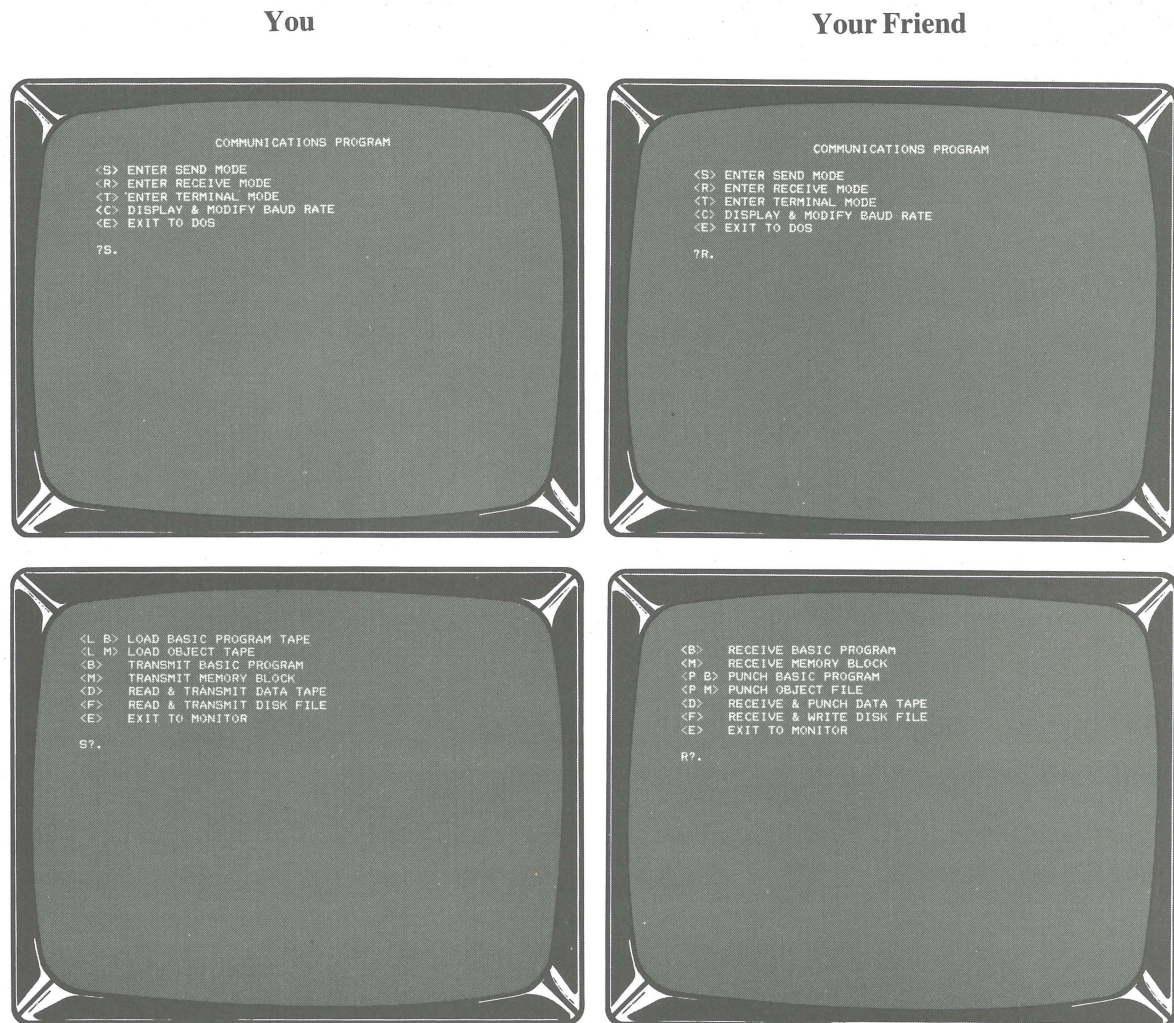 You
Your Friend
COMMUNICATIONS PROGRAM
<S> ENTER SEND MODE
<R> ENTER RECEIVE MODE
<T> ENTER TERMINAL MODE
<C> DISPLAY & MODIFY BAUD RATE
<E> EXIT TO DOS
?S.
COMMUNICATIONS PROGRAM
<S> ENTER SEND MODE
<R> ENTER RECEIVE MODE
<T> ENTER TERMINAL MODE
<C> DISPLAY & MODIFY BAUD RATE
<E> EXIT TO DOS
?R.
<L B> LOAD BASIC PROGRAM TAPE
<L M> LOAD OBJECT TAPE
<B> TRANSMIT BASIC PROGRAM
<M> TRANSMIT MEMORY BLOCK
<D> READ & TRANSMIT DATA TAPE
<F> READ & TRANSMIT DISK FILE
<E> EXIT TO MONITOR
S?.
<B> RECEIVE BASIC PROGRAM
<M> RECEIVE MEMORY BLOCK
<P B> PUNCH BASIC PROGRAM
<P M> PUNCH OBJECT FILE
<D> RECEIVE & PUNCH DATA TAPE
<F> RECEIVE & WRITE DISK FILE
<E> EXIT TO MONITOR
R?.